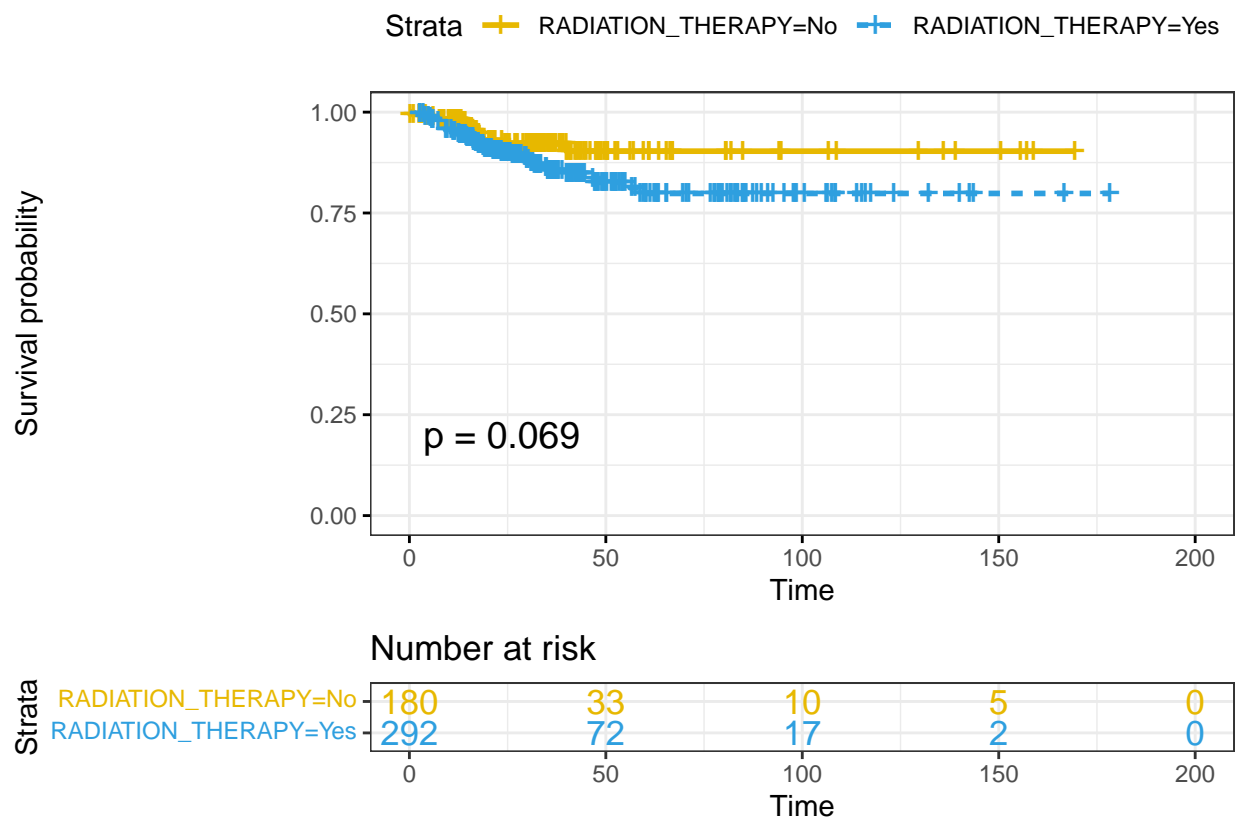 Strata RADIATION_THERAPY=No RADIATION_THERAPY=Yes
Survival probability
1.00
0.75
0.50
0.25
0.00
p = 0.069
0 50 100 150 200
Time
Number at risk
Strata
RADIATION_THERAPY=No 180 33 10 5 0
RADIATION_THERAPY=Yes 292 72 17 2 0
0 50 100 150 200
Time